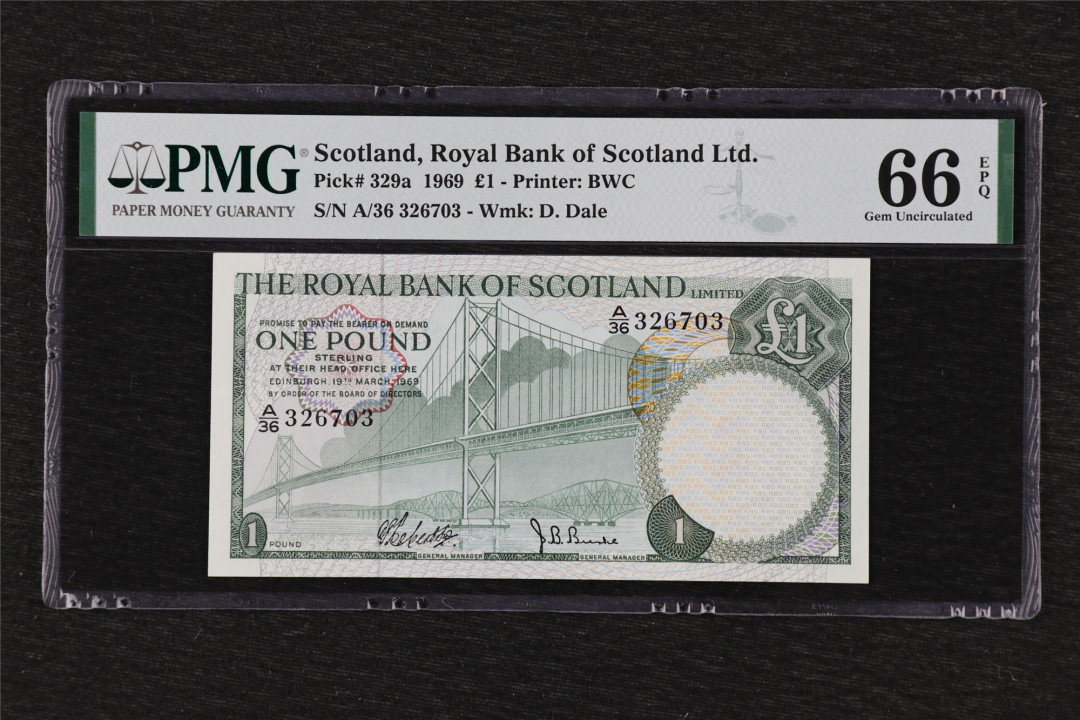 PMG®
PAPER MONEY GUARANTY
Scotland, Royal Bank of Scotland Ltd.
Pick# 329a 1969 £1 - Printer: BWC
S/N A/36 326703 - Wmk: D. Dale
66 EPQ
Gem Uncirculated
THE ROYAL BANK OF SCOTLAND LIMITED
£1
A/36 326703
PROMISE TO PAY THE BEARER ON DEMAND
ONE POUND
STERLING
AT THEIR HEAD OFFICE HERE
EDINBURGH, 19TH MARCH, 1969
BY ORDER OF THE BOARD OF DIRECTORS
A/36 326703
1
POUND
GENERAL MANAGER
J.B. Burke
GENERAL MANAGER
1